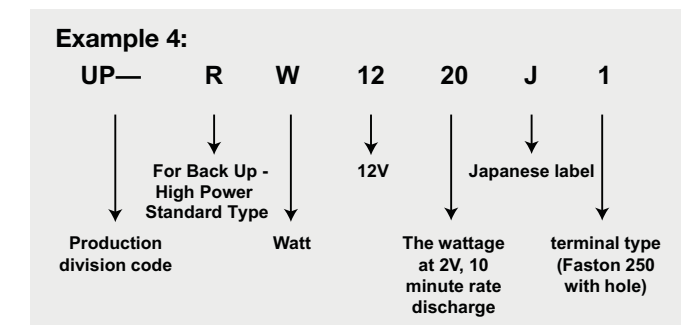 Example 4:
UP— R W 12 20 J 1
For Back Up -
High Power
Standard Type
12V
Japanese label
Production
division code
Watt
The wattage
at 2V, 10
minute rate
discharge
terminal type
(Faston 250
with hole)